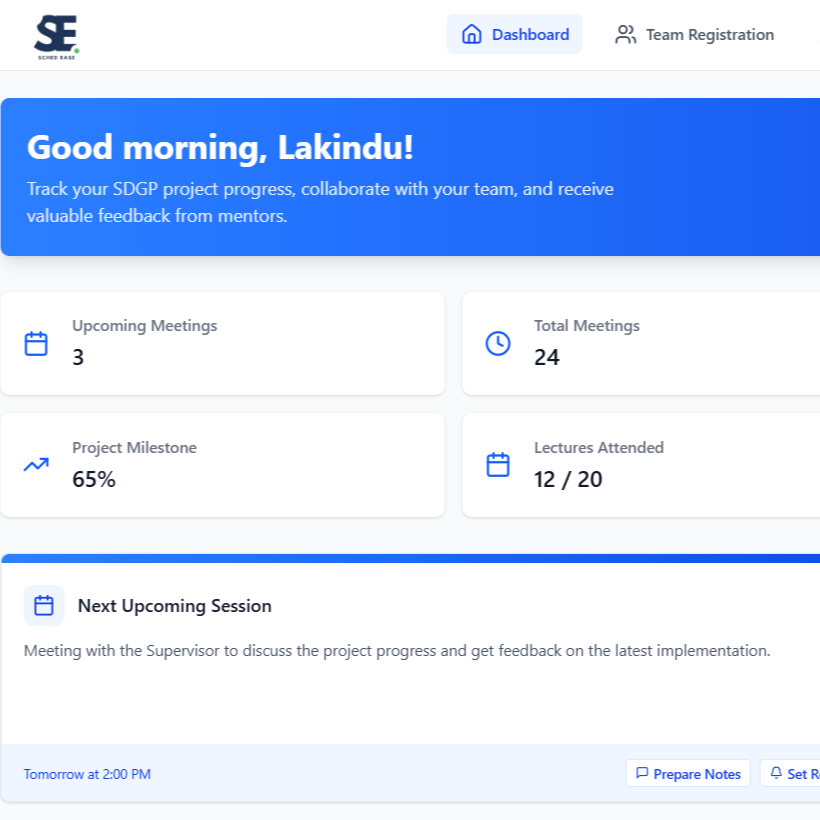 SE.
SCHED EASE
Dashboard
Team Registration
Good morning, Lakindu!
Track your SDGP project progress, collaborate with your team, and receive
valuable feedback from mentors.
Upcoming Meetings
3
Total Meetings
24
Project Milestone
65%
Lectures Attended
12 / 20
Next Upcoming Session
Meeting with the Supervisor to discuss the project progress and get feedback on the latest implementation.
Tomorrow at 2:00 PM
Prepare Notes
Set